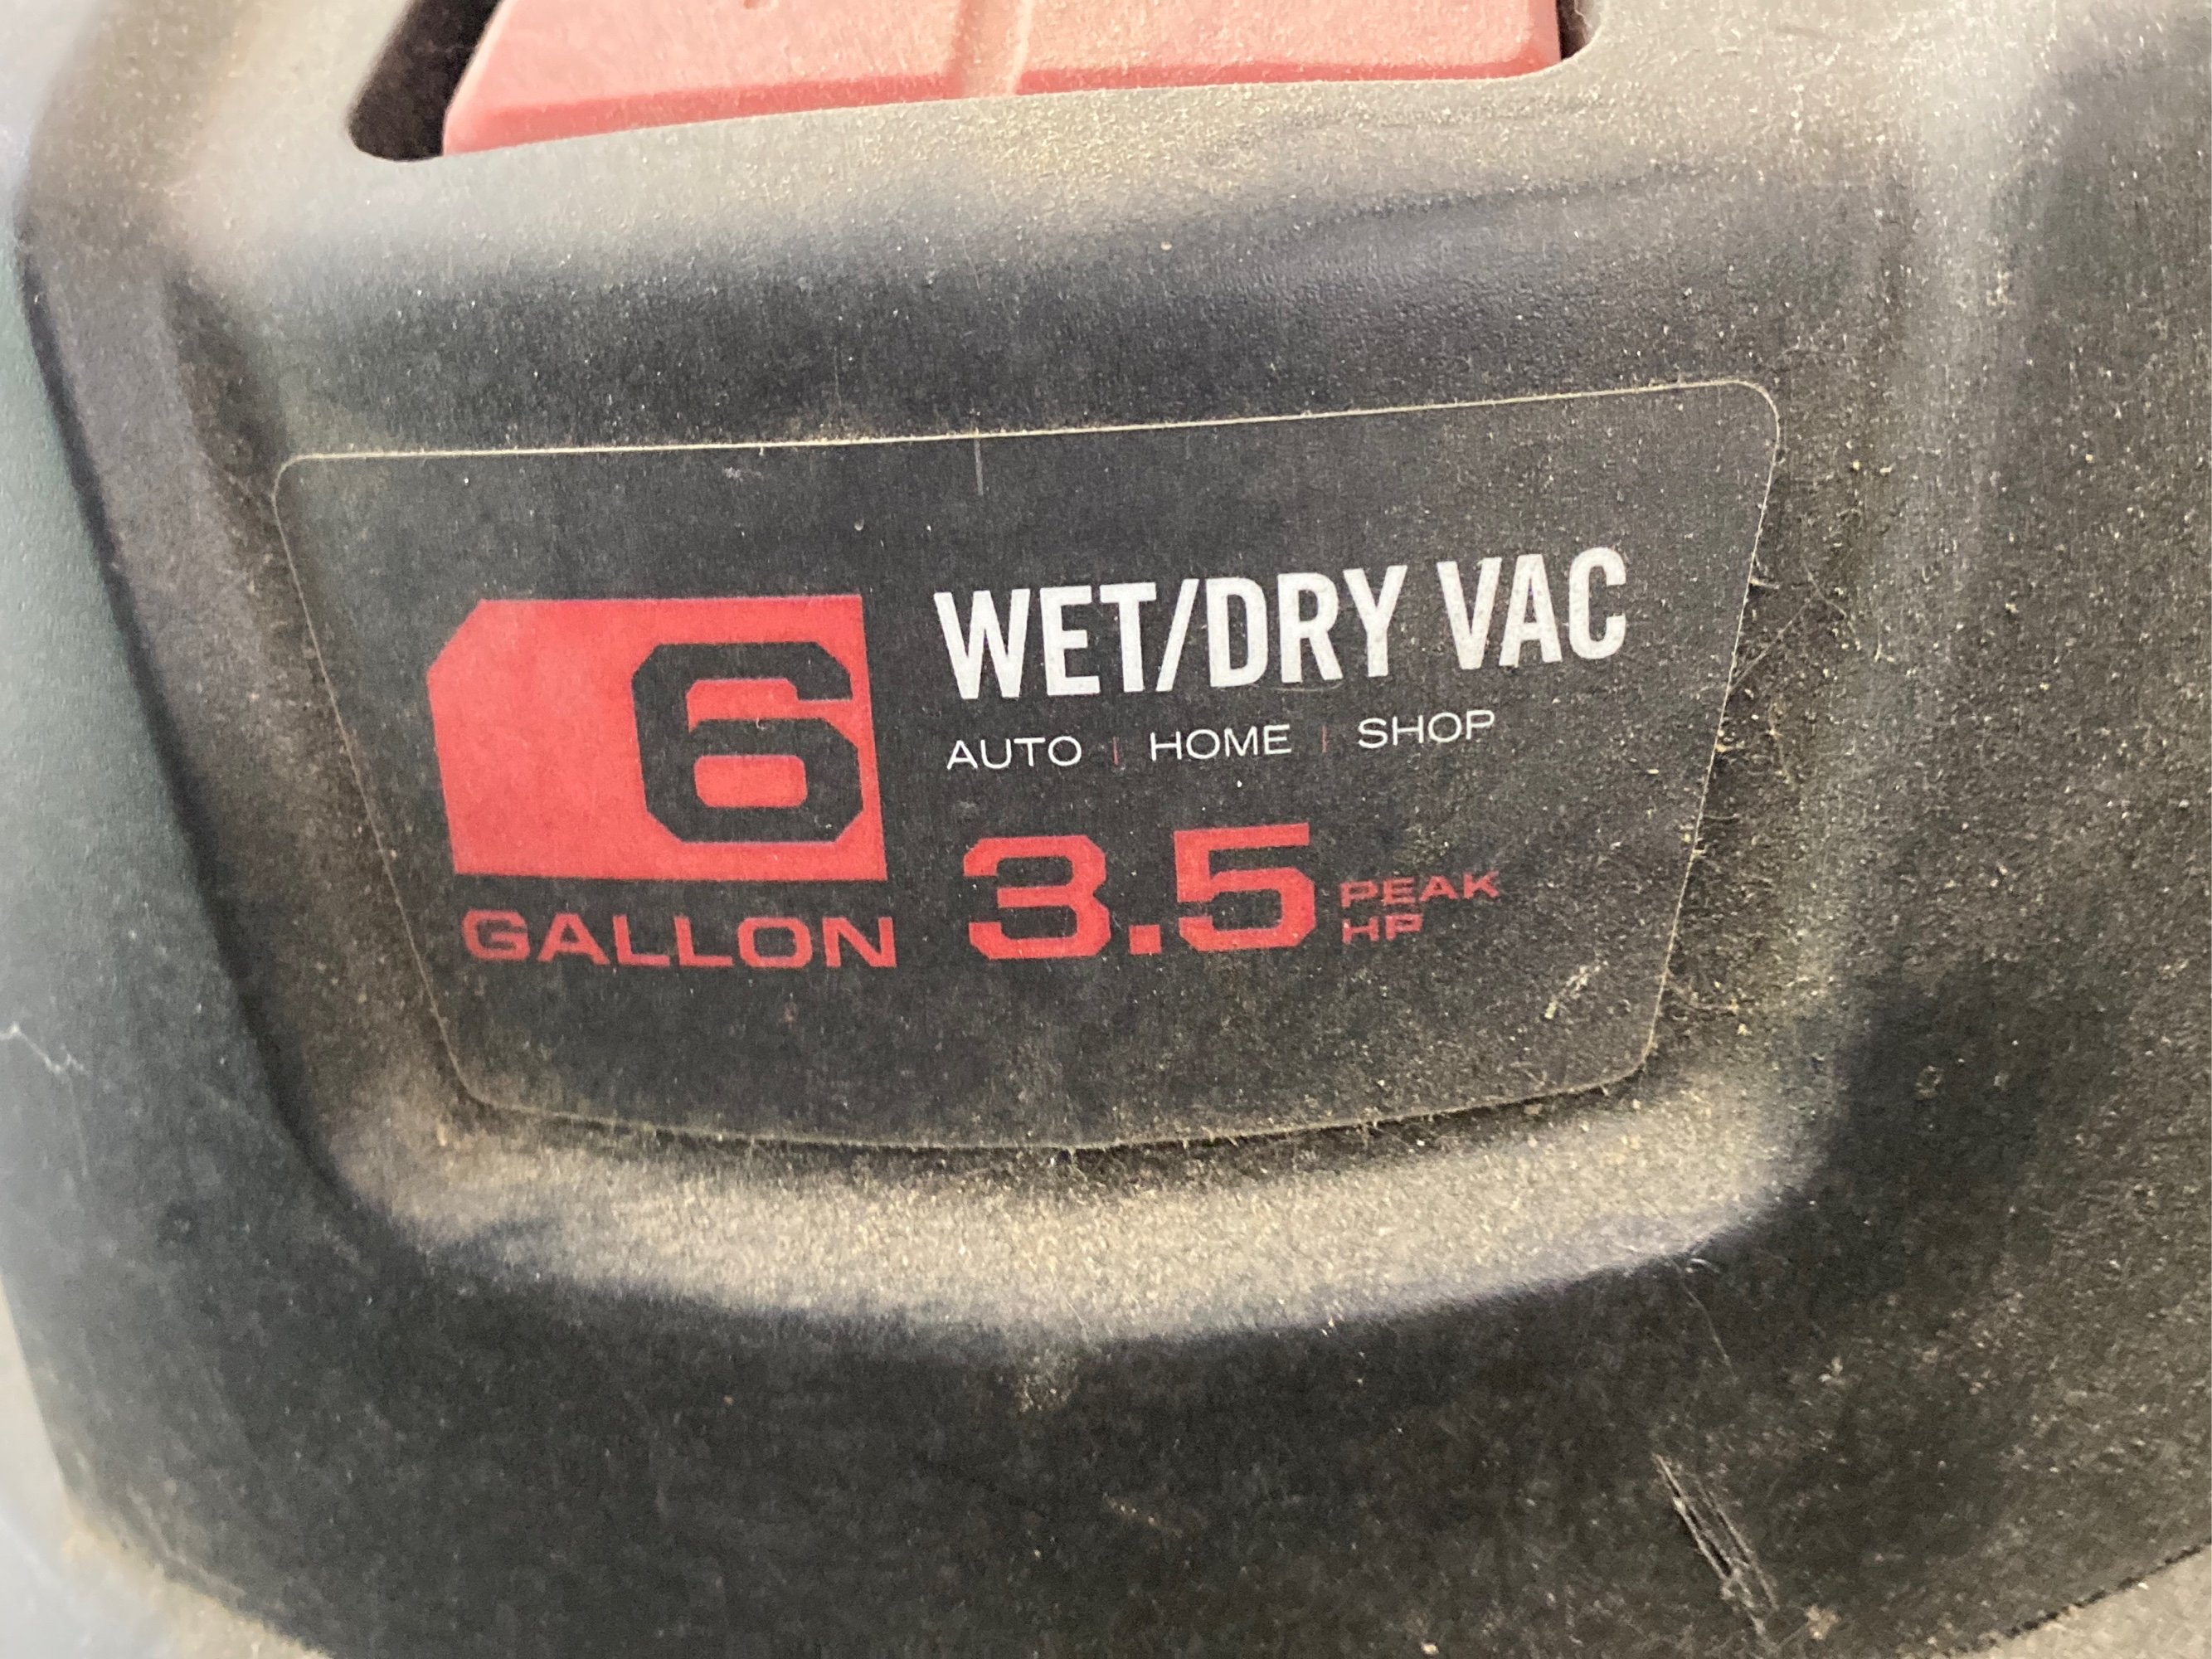 6
GALLON
WET/DRY VAC
AUTO | HOME | SHOP
3.5 PEAK
HP